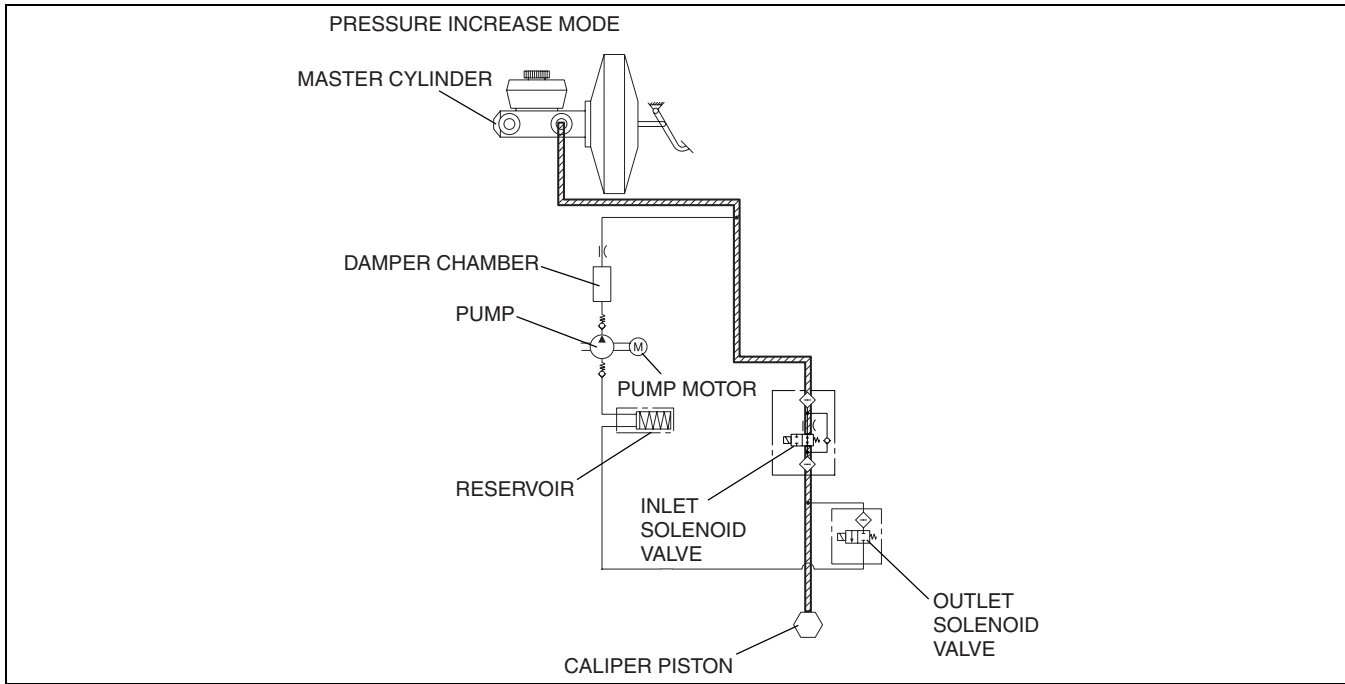 PRESSURE INCREASE MODE
MASTER CYLINDER
DAMPER CHAMBER
PUMP
M
PUMP MOTOR
RESERVOIR
INLET
SOLENOID
VALVE
OUTLET
SOLENOID
VALVE
CALIPER PISTON